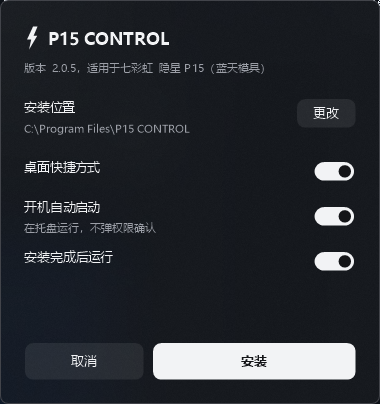 P15 CONTROL
版本 2.0.5，适用于七彩虹 隐星 P15（蓝天模具）
安装位置
更改
C:\Program Files\P15 CONTROL
桌面快捷方式
开机自动启动
在托盘运行，不弹权限确认
安装完成后运行
取消
安装